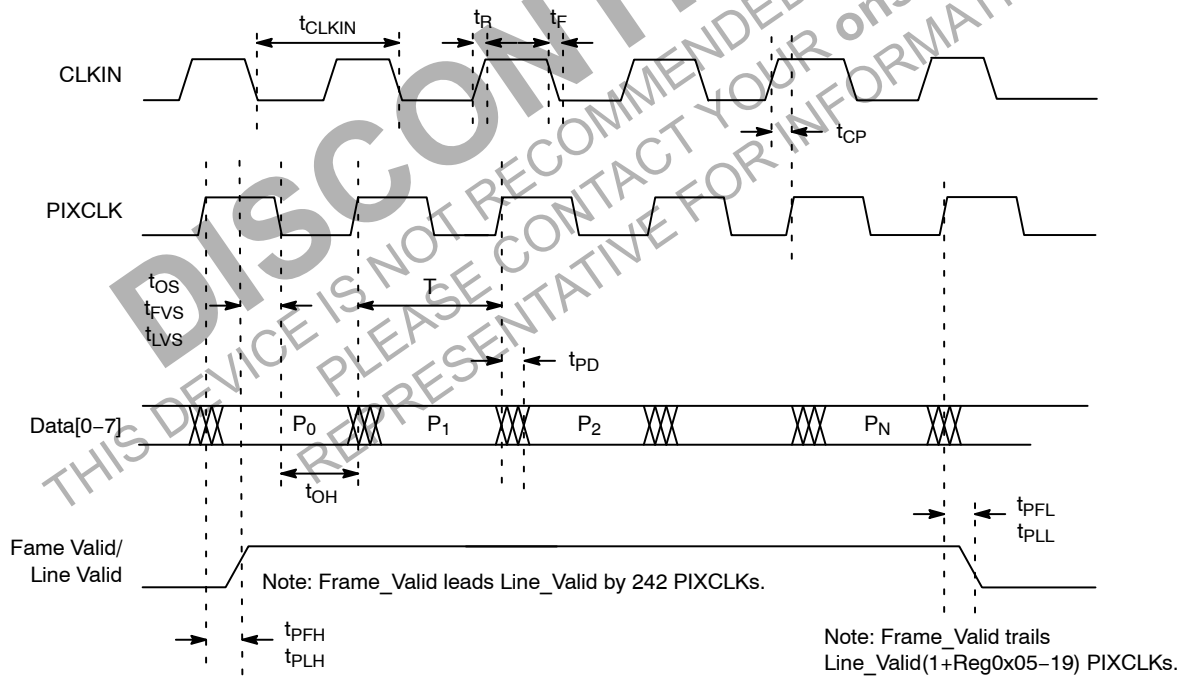 tCLKIN
tR
tF
CLKIN
tCP
PIXCLK
tOS
tFVS
tLVS
T
tPD
Data[0–7]
P0
P1
P2
PN
tOH
tPFL
tPLL
Fame Valid/
Line Valid
Note: Frame_Valid leads Line_Valid by 242 PIXCLKs.
tPFH
tPLH
Note: Frame_Valid trails
Line_Valid(1+Reg0x05–19) PIXCLKs.
THIS DEVICE IS NOT RECOMMENDED
PLEASE CONTACT YOUR
REPRESENTATIVE FOR